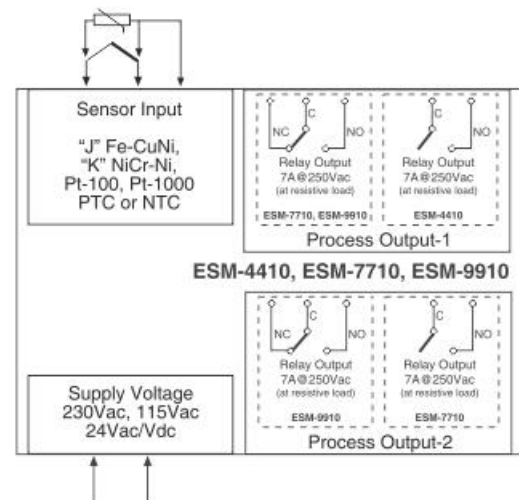 Sensor Input
"J" Fe-CuNi,
"K" NiCr-Ni,
Pt-100, Pt-1000
PTC or NTC
C
NC
NO
Relay Output
7A@250Vac
(at resistive load)
ESM-7710, ESM-9910
C
NO
Relay Output
7A@250Vac
(at resistive load)
ESM-4410
Process Output-1
ESM-4410, ESM-7710, ESM-9910
Supply Voltage
230Vac, 115Vac
24Vac/Vdc
C
NC
NO
Relay Output
7A@250Vac
(at resistive load)
ESM-9910
C
NO
Relay Output
7A@250Vac
(at resistive load)
ESM-7710
Process Output-2